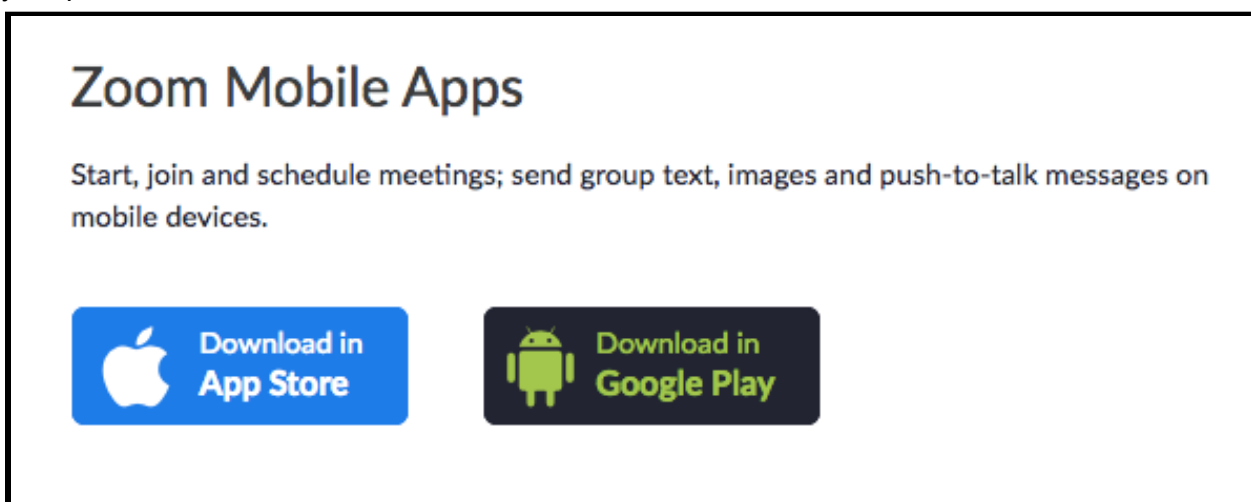 Zoom Mobile Apps
Start, join and schedule meetings; send group text, images and push-to-talk messages on
mobile devices.
Download in
App Store
Download in
Google Play